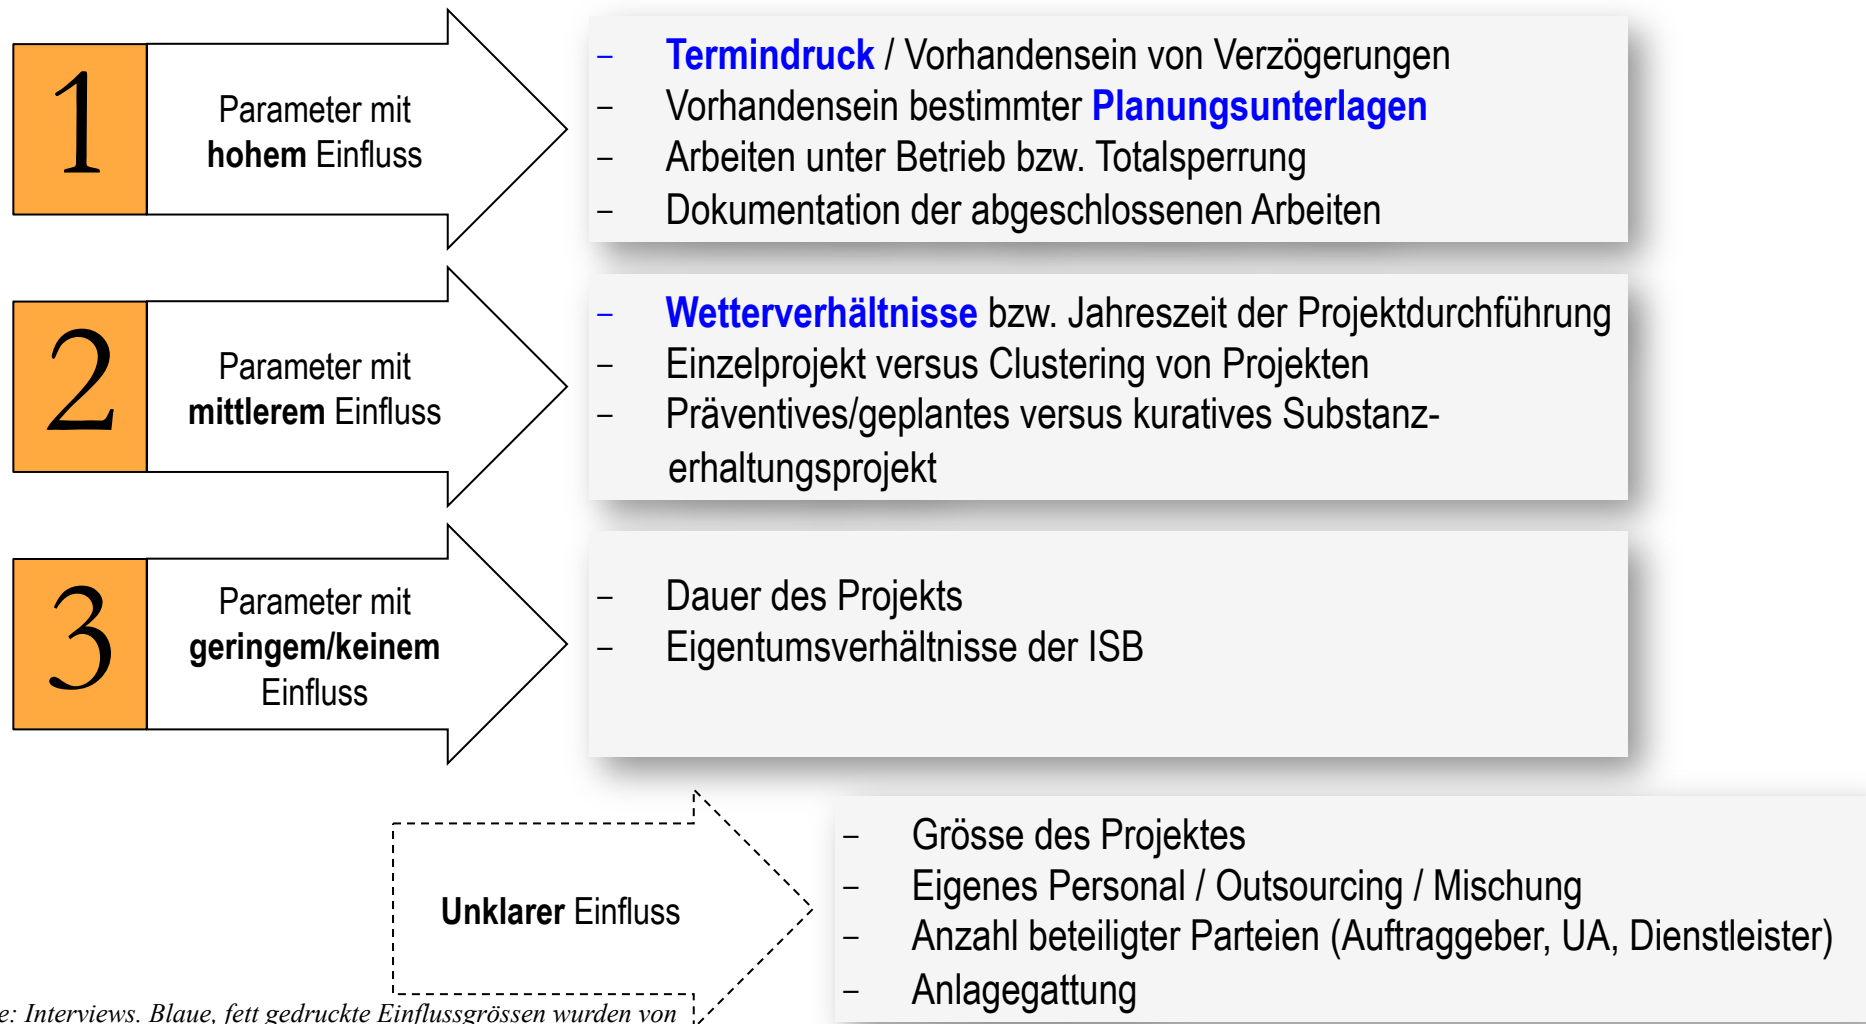 1
Parameter mit
hohem Einfluss
– Termindruck / Vorhandensein von Verzögerungen
– Vorhandensein bestimmter Planungsunterlagen
– Arbeiten unter Betrieb bzw. Totalsperrung
– Dokumentation der abgeschlossenen Arbeiten
2
Parameter mit
mittlerem Einfluss
– Wetterverhältnisse bzw. Jahreszeit der Projektdurchführung
– Einzelprojekt versus Clustering von Projekten
– Präventives/geplantes versus kuratives Substanz-
erhaltungsprojekt
3
Parameter mit
geringem/keinem
Einfluss
– Dauer des Projekts
– Eigentumsverhältnisse der ISB
Unklarer Einfluss
– Grösse des Projektes
– Eigenes Personal / Outsourcing / Mischung
– Anzahl beteiligter Parteien (Auftraggeber, UA, Dienstleister)
– Anlagegattung
e: Interviews. Blaue, fett gedruckte Einflussgrössen wurden von